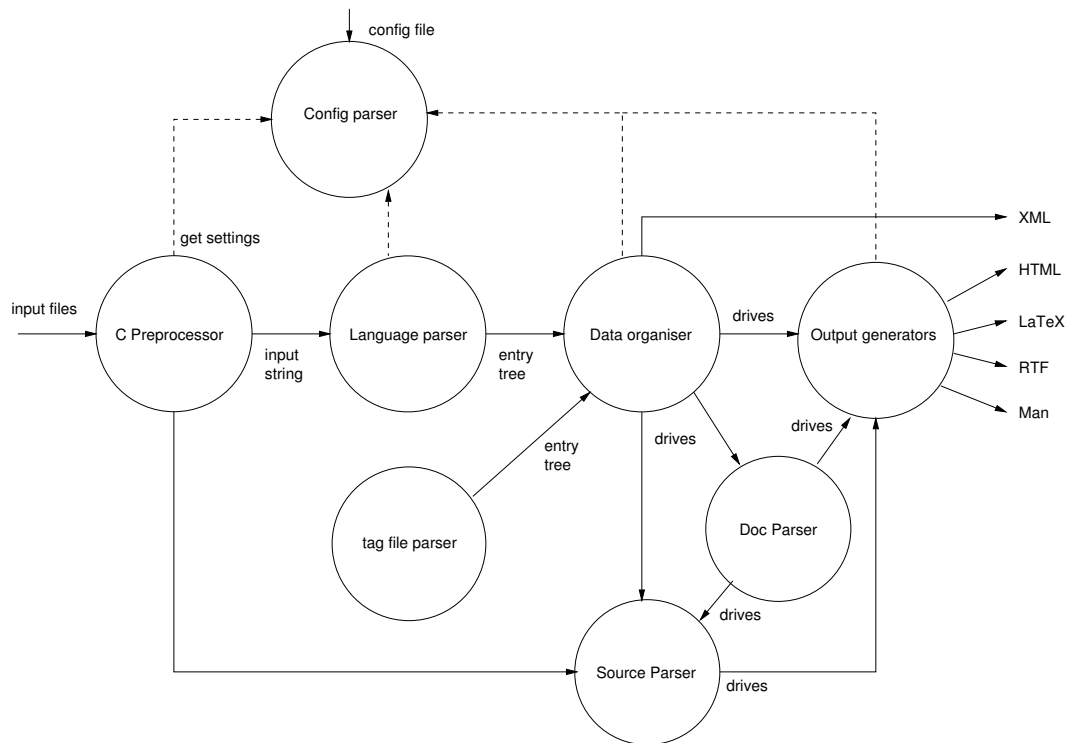 config file
Config parser
get settings
XML
HTML
input files
C Preprocessor
Language parser
Data organiser
drives
Output generators
LaTeX
input
string
entry
tree
RTF
Man
drives
drives
entry
tree
tag file parser
Doc Parser
drives
Source Parser
drives